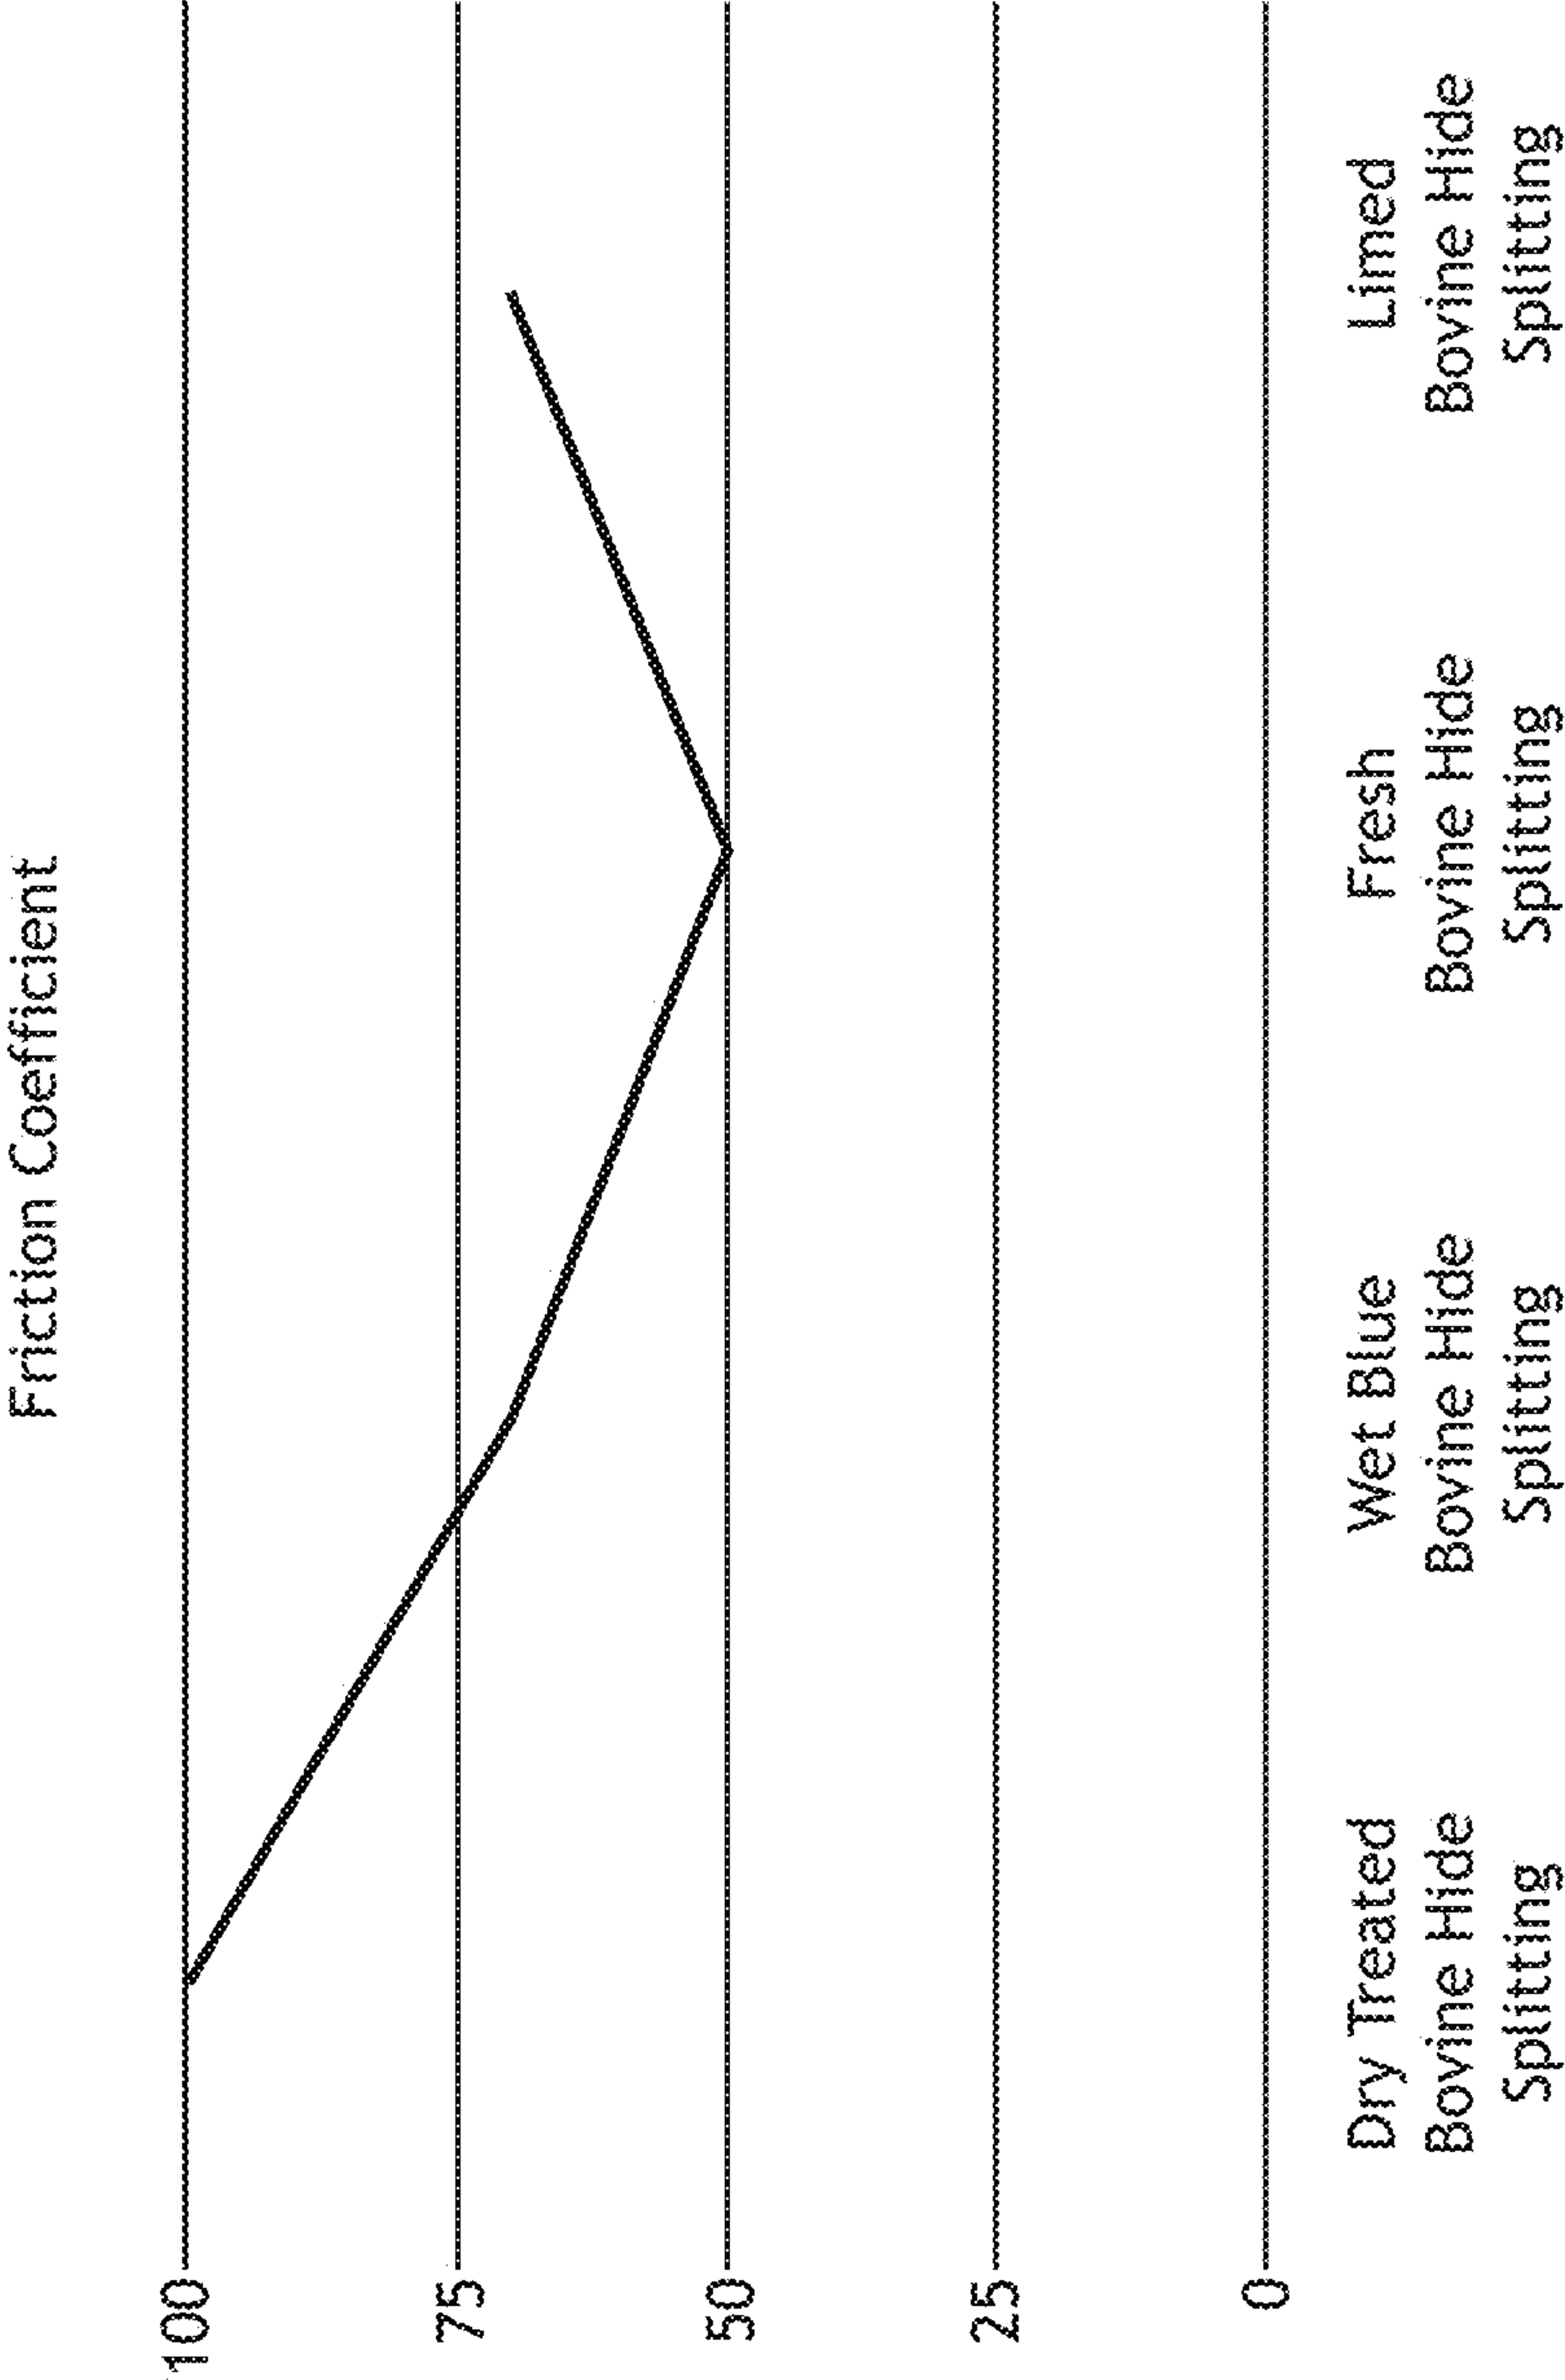 Friction Coefficient
100
75
50
25
0
Dry Treated
Bovine Hide
Splitting
Wet Blue
Bovine Hide
Splitting
Fresh
Bovine Hide
Splitting
Limed
Bovine Hide
Splitting